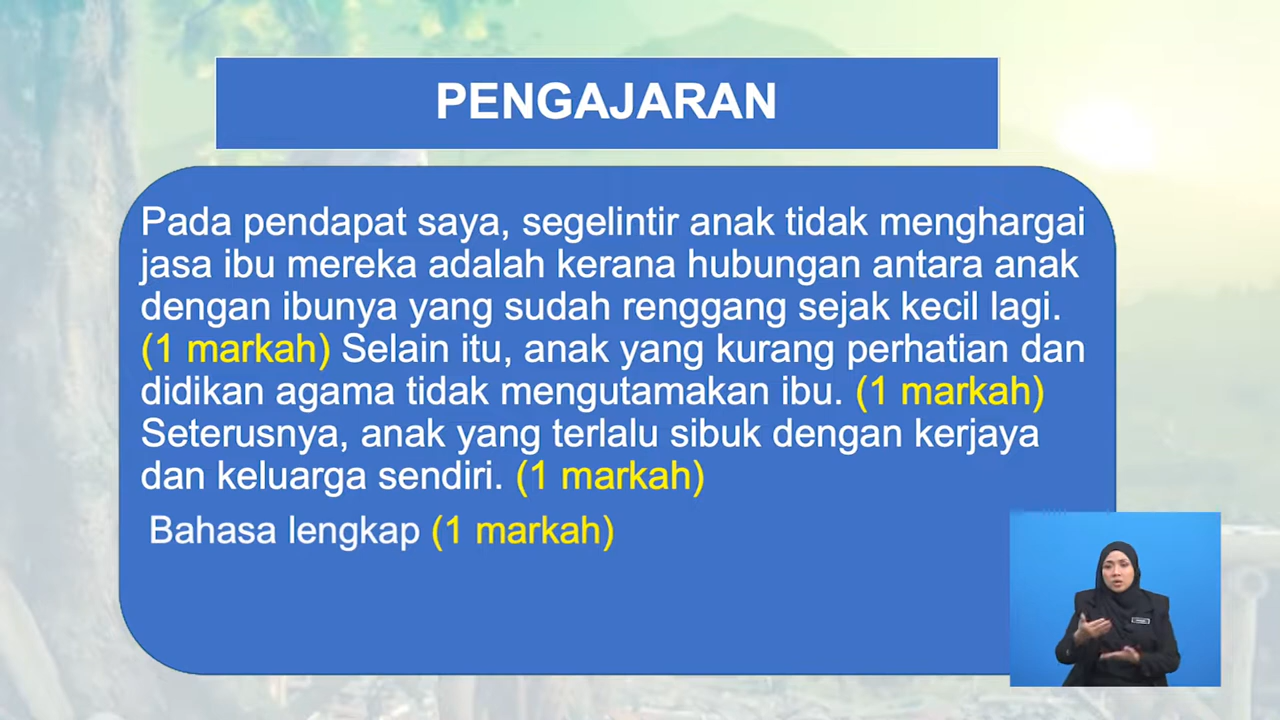 PENGAJARAN
Pada pendapat saya, segelintir anak tidak menghargai
jasa ibu mereka adalah kerana hubungan antara anak
dengan ibunya yang sudah renggang sejak kecil lagi.
(1 markah) Selain itu, anak yang kurang perhatian dan
didikan agama tidak mengutamakan ibu. (1 markah)
Seterusnya, anak yang terlalu sibuk dengan kerjaya
dan keluarga sendiri. (1 markah)
Bahasa lengkap (1 markah)